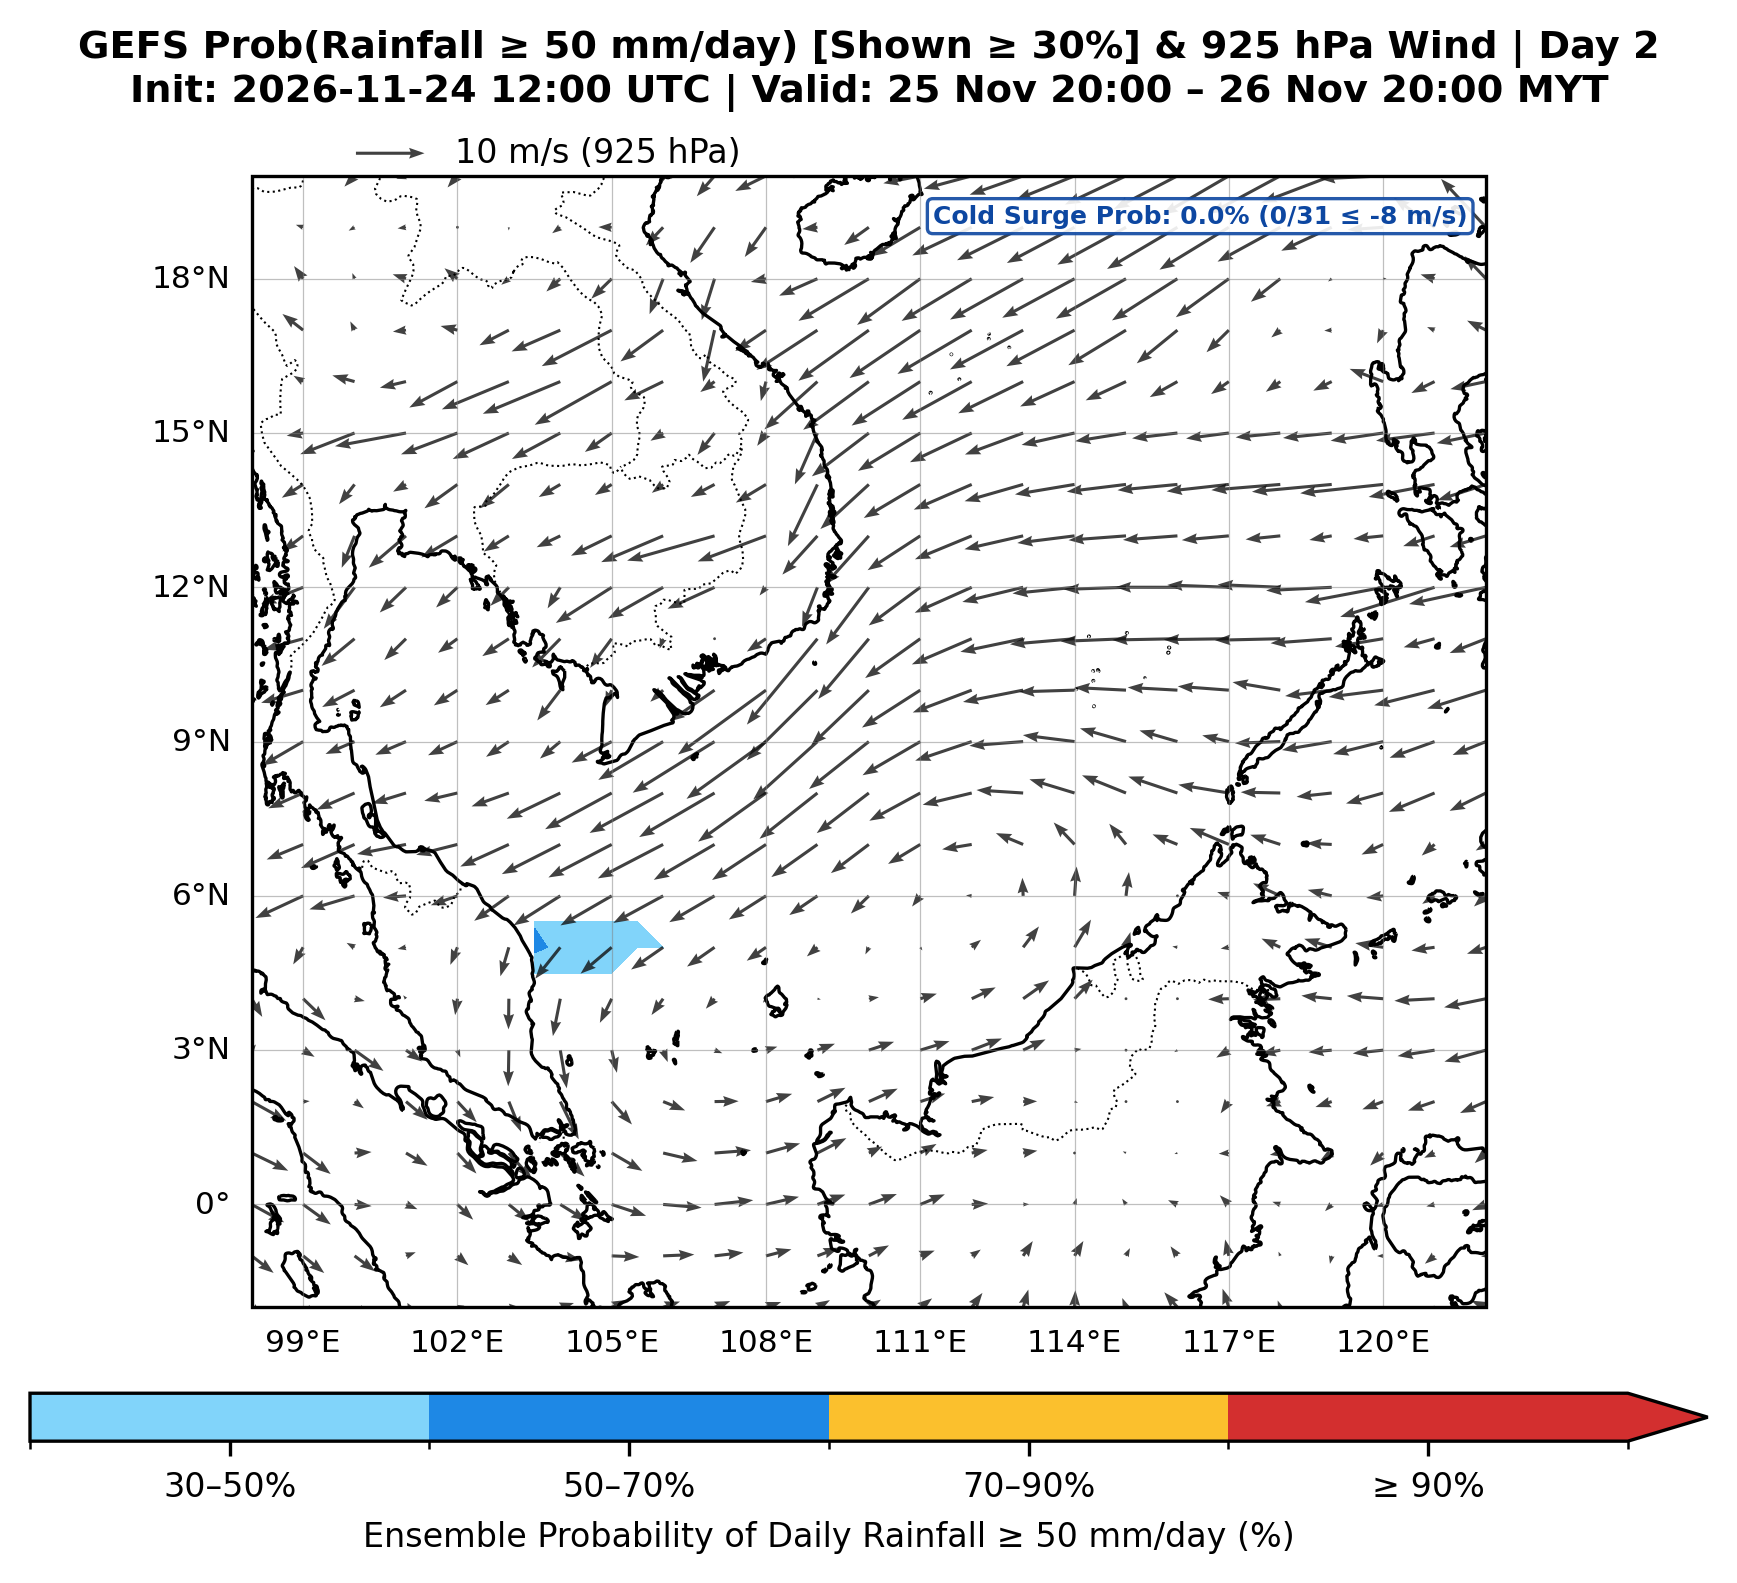 GEFS Prob(Rainfall ≥ 50 mm/day) [Shown ≥ 30%] & 925 hPa Wind | Day 2
Init: 2026-11-24 12:00 UTC | Valid: 25 Nov 20:00 – 26 Nov 20:00 MYT
10 m/s (925 hPa)
Cold Surge Prob: 0.0% (0/31 ≤ -8 m/s)
18°N
15°N
12°N
9°N
6°N
3°N
0°
99°E 102°E 105°E 108°E 111°E 114°E 117°E 120°E
30–50% 50–70% 70–90% ≥ 90%
Ensemble Probability of Daily Rainfall ≥ 50 mm/day (%)